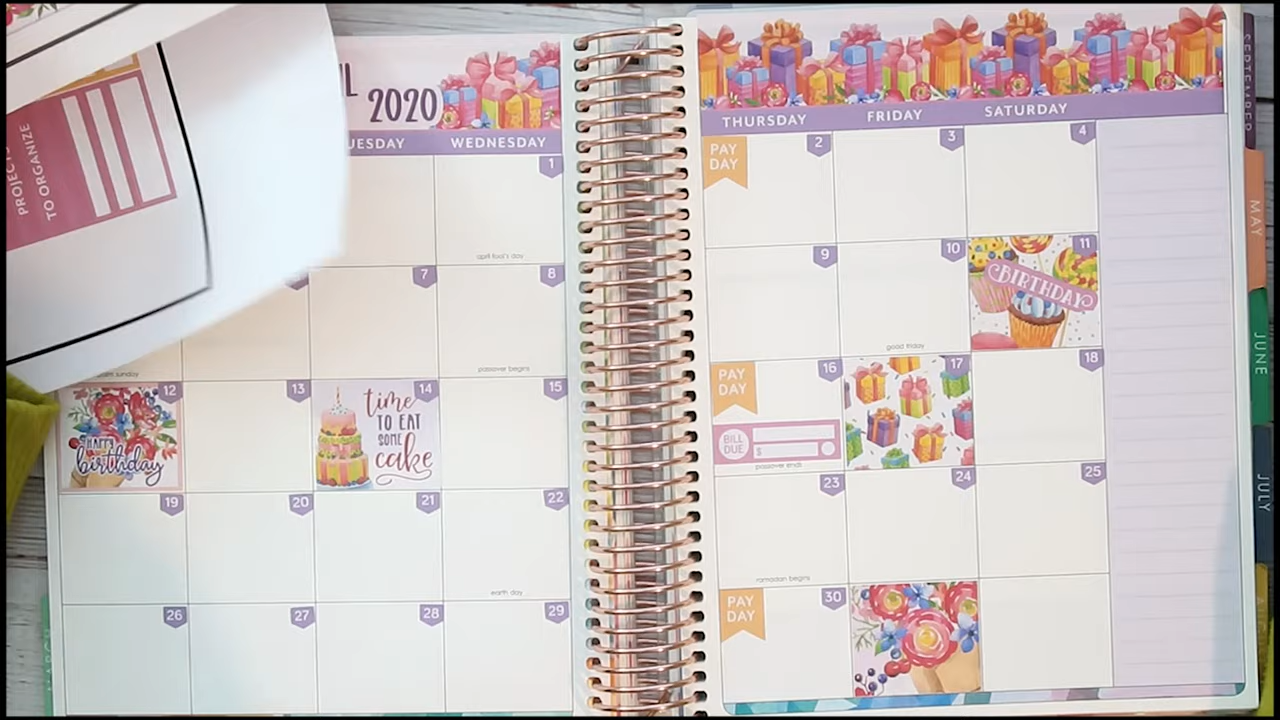 PROJECTS
TO ORGANIZE
2020
WEDNESDAY
THURSDAY
FRIDAY
SATURDAY
1
april fool's day
PAY
DAY
2
3
4
7
8
passover begins
9
10
good friday
11
BIRTHDAY
sunday
12
HAPPY
birthday
13
14
time
TO EAT
SOME
cake
15
PAY
DAY
16
BILL
DUE
$
passover ends
17
18
19
20
21
22
earth day
23
ramadan begins
24
25
26
27
28
29
PAY
DAY
30
SEPTEMBER
MAY
JUNE
JULY
MARCH